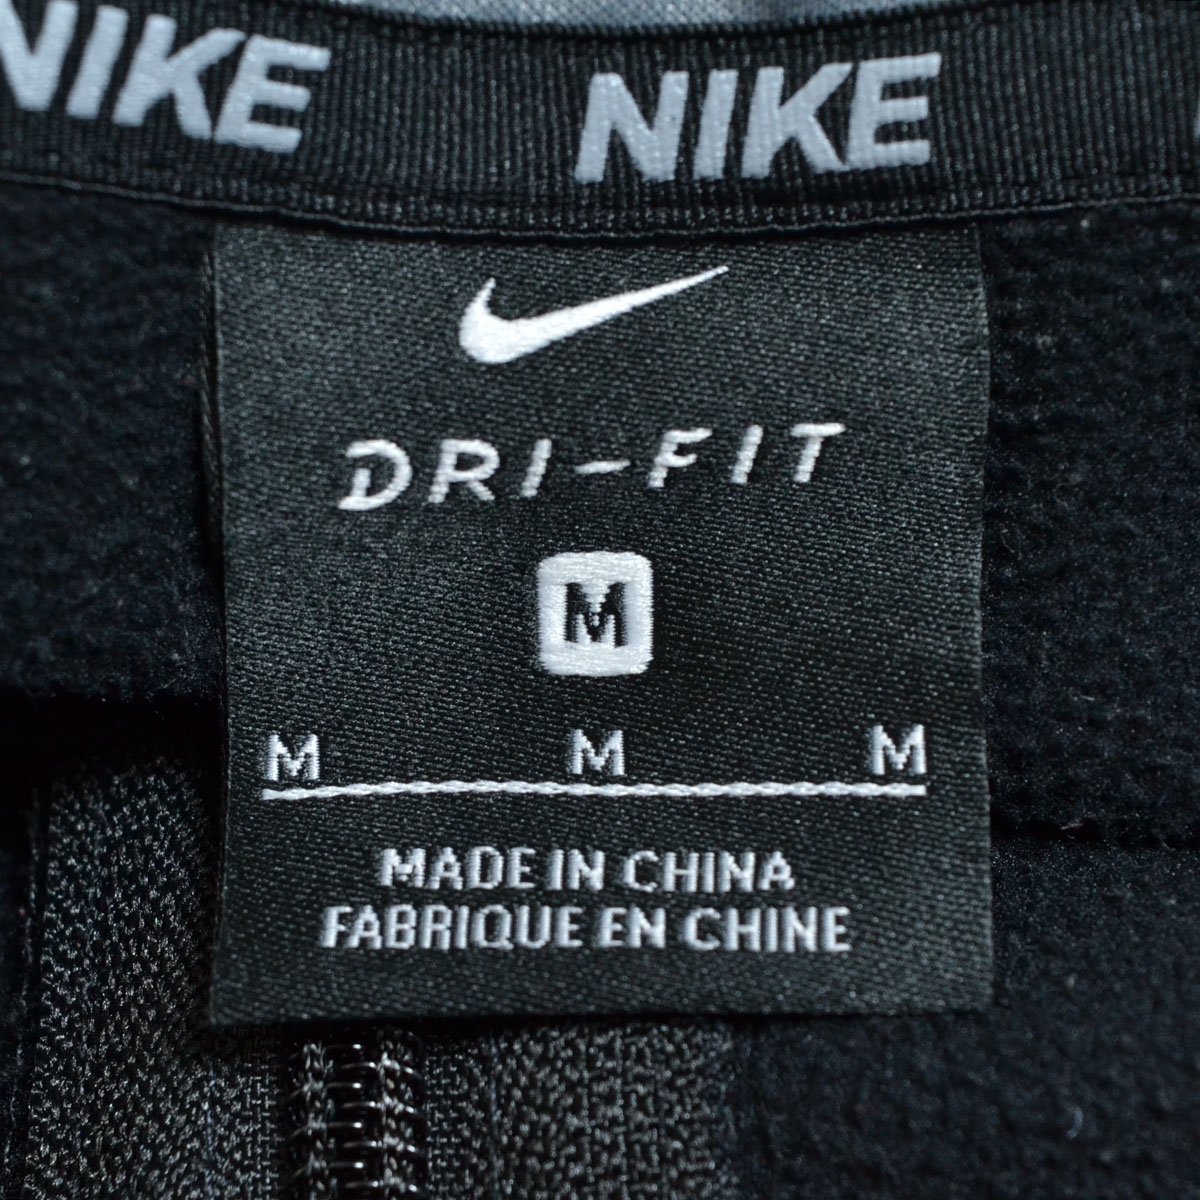 NIKE NIKE
DRI-FIT
M
M M M
MADE IN CHINA
FABRIQUE EN CHINE